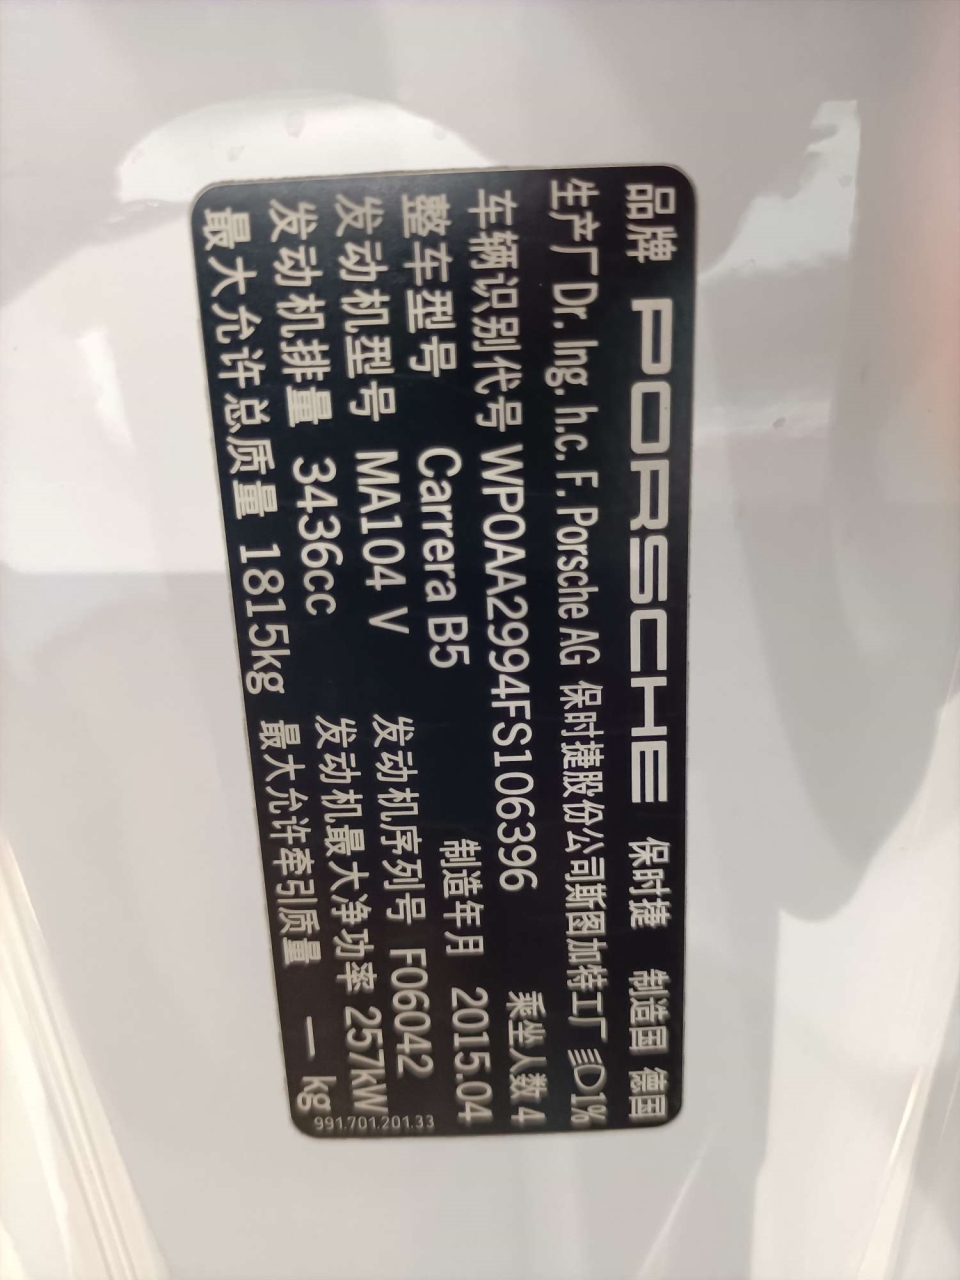 品牌 PORSCHE 保时捷 制造国 德国
生产厂 Dr. Ing. h.c. F. Porsche AG 保时捷股份公司斯图加特工厂 1%
车辆识别代号 WP0AA2994FS106396 乘坐人数 4
整车型号 Carrera B5 制造年月 2015.04
发动机型号 MA104 V 发动机序列号 F06042
发动机排量 3436cc 发动机最大净功率 257kW
最大允许总质量 1815kg 最大允许牵引质量 — kg
991.701.201.33